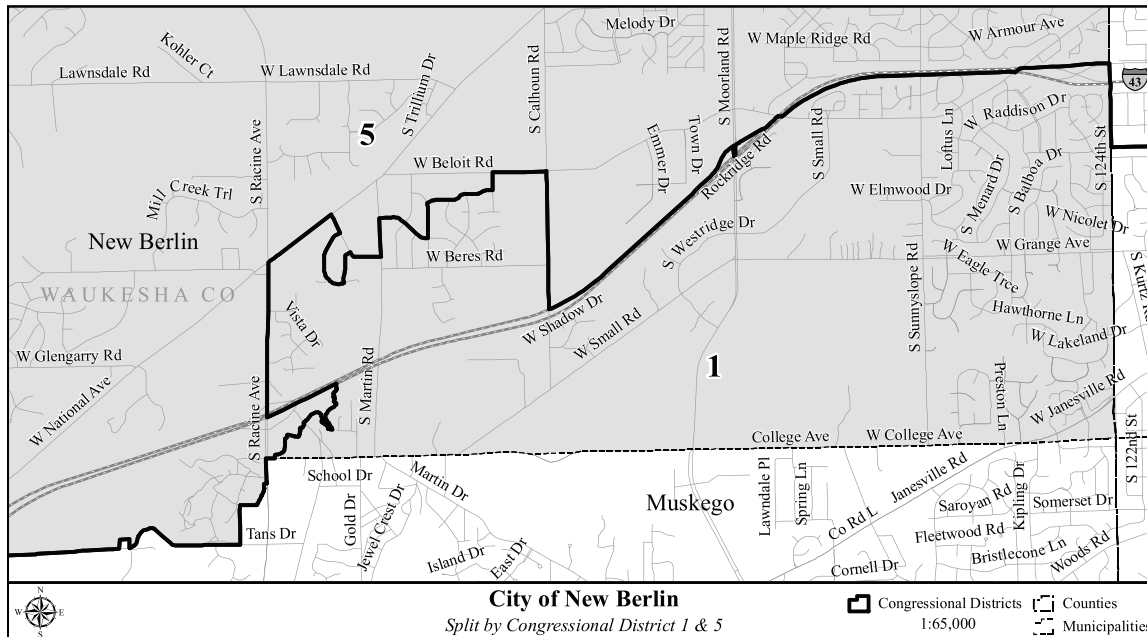 Melody Dr
W Maple Ridge Rd
W Armour Ave
Kohler Ct
Lawnsdale Rd
W Lawnsdale Rd
S Trillium Dr
S Calhoun Rd
S Moorland Rd
43
5
S Racine Ave
Emmer Dr
Town Dr
Rockridge Rd
S Small Rd
Loftus Ln
W Raddison Dr
S 124th St
W Beloit Rd
Mill Creek Trl
W Elmwood Dr
S Menard Dr
S Balboa Dr
W Nicolet Dr
New Berlin
W Beres Rd
S Westridge Dr
W Grange Ave
W Eagle Trce
S Kurtz R
WAUKESHA CO
Vista Dr
W Shadow Dr
W Small Rd
S Sunnyslope Rd
Hawthorne Ln
W Lakeland Dr
W Glengarry Rd
S Martin Rd
1
W National Ave
S Racine Ave
Preston Ln
W Janesville Rd
College Ave
W College Ave
S 122nd St
School Dr
Martin Dr
Gold Dr
Jewel Crest Dr
Muskego
Lawndale Pl
Spring Ln
Janesville Rd
Saroyan Rd
Kipling Dr
Somerset Dr
Tans Dr
Island Dr
East Dr
Co Rd L
Fleetwood Rd
Cornell Dr
Bristlecone Ln
Woods Rd
N
W
E
S
City of New Berlin
Split by Congressional District 1 & 5
Congressional Districts
1:65,000
Counties
Municipalities